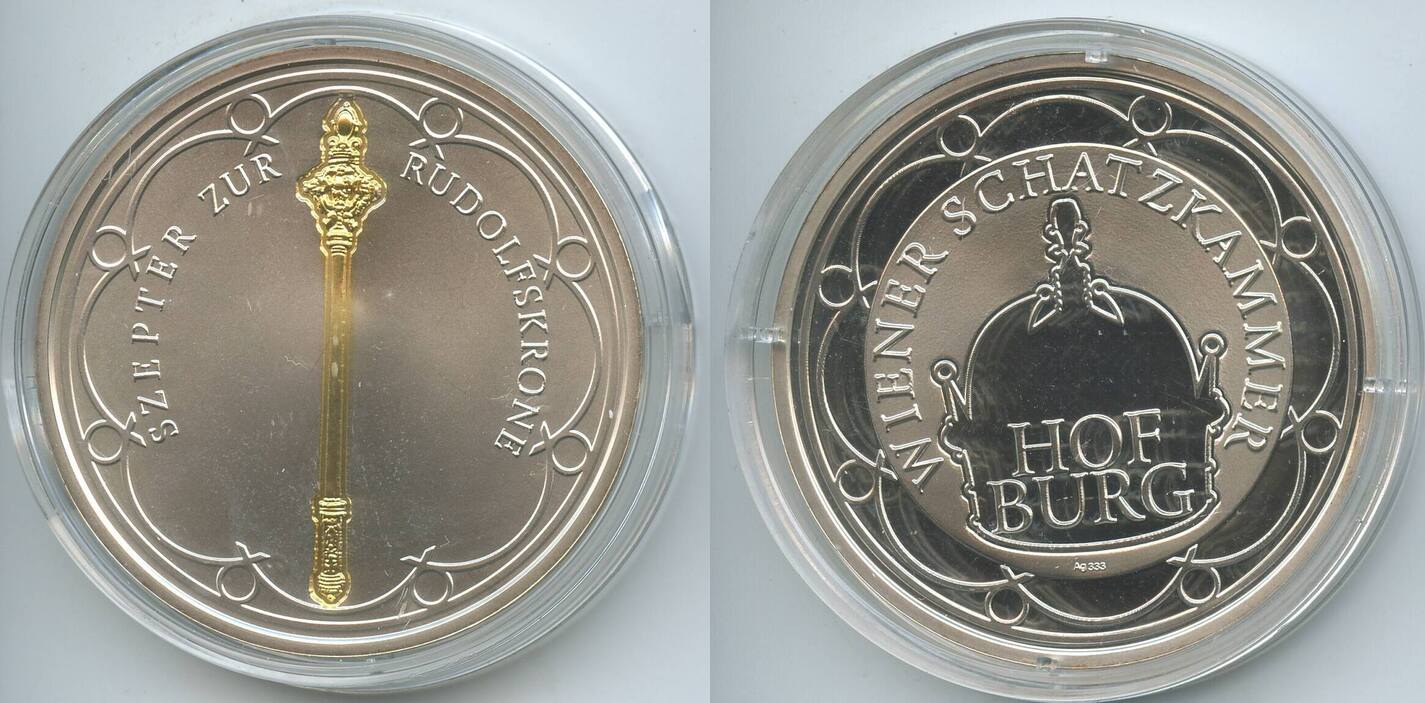 SZEPTER ZUR RUDOLFSKRONE
WIENER SCHATZKAMMER
HOF
BURG
Ag 333